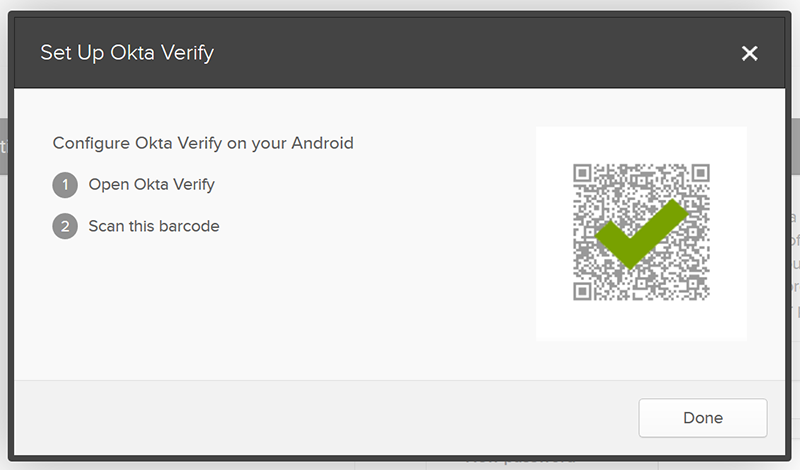 Set Up Okta Verify
Configure Okta Verify on your Android
1 Open Okta Verify
2 Scan this barcode
Done